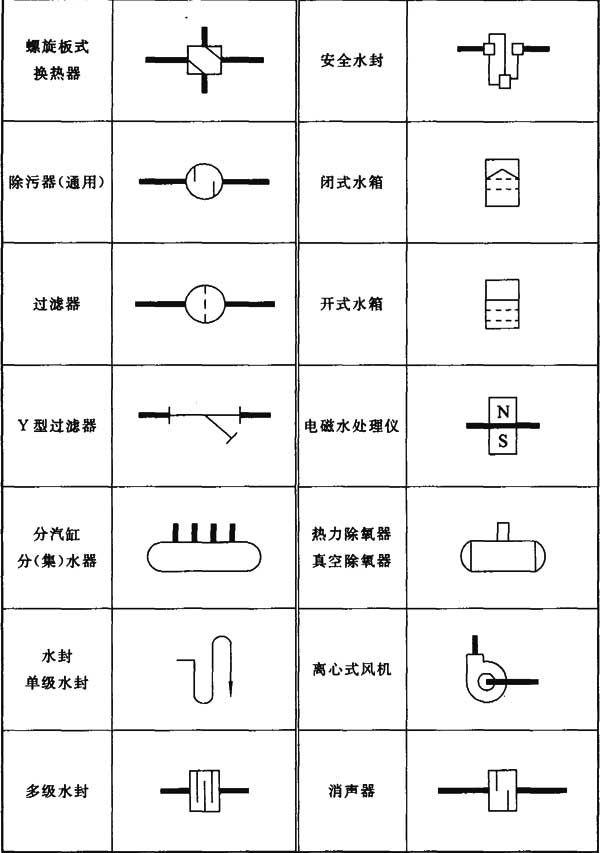 螺旋板式
换热器
安全水封
除污器(通用)
闭式水箱
过滤器
开式水箱
Y型过滤器
电磁水处理仪
N
S
分汽缸
分(集)水器
热力除氧器
真空除氧器
水封
单级水封
离心式风机
多级水封
消声器